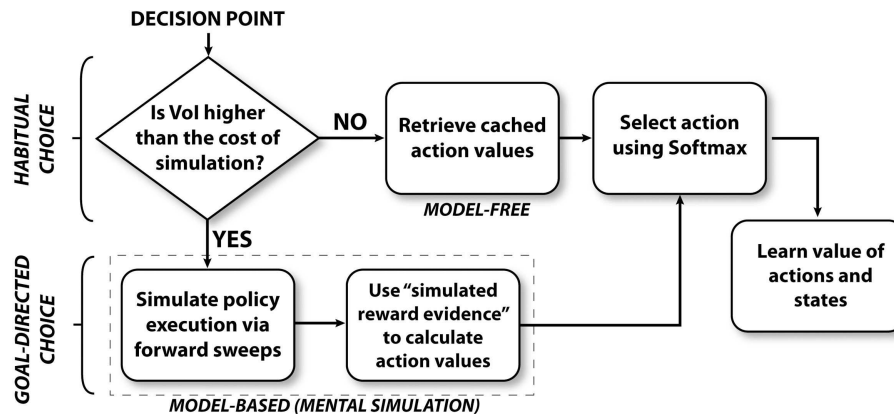 DECISION POINT
HABITUAL
CHOICE
Is VoI higher
than the cost of
simulation?
NO
Retrieve cached
action values
MODEL-FREE
Select action
using Softmax
YES
Learn value of
actions and
states
GOAL-DIRECTED
CHOICE
Simulate policy
execution via
forward sweeps
Use “simulated
reward evidence”
to calculate
action values
MODEL-BASED (MENTAL SIMULATION)